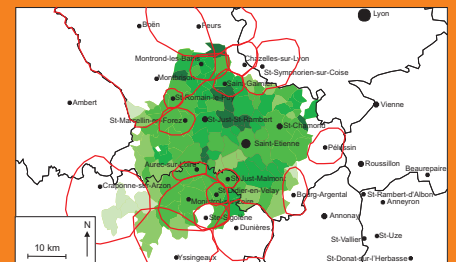 Lyon
Boën
Feurs
Montrond-les-Bains
Chazelles-sur-Lyon
St-Symphorien-sur-Coise
Montbrison
Saint-Galmier
Ambert
St-Romain-le-Puy
Vienne
St-Marcellin-en-Forez
St-Just-St-Rambert
St-Chamond
Saint-Etienne
Pélussin
Aurec-sur-Loire
Roussillon
Beaurepaire
St-Just-Malmont
Craponne-sur-Arzon
St-Didier-en-Velay
Bourg-Argental
St-Rambert-d'Albon
Monistrol-sur-Loire
Anneyron
Ste-Sigolène
Annonay
N
Dunières
St-Vallier
St-Uze
10 km
Yssingeaux
St-Donat-sur-l'Herbasse